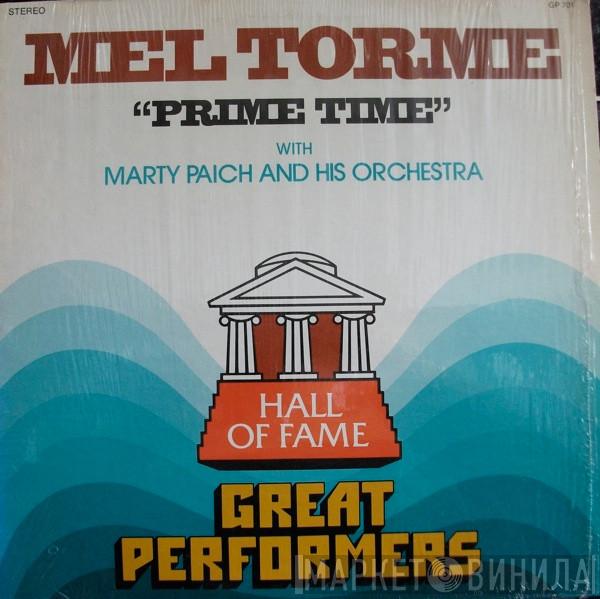 STEREO
GP 701
MEL TORME
“PRIME TIME”
WITH
MARTY PAICH AND HIS ORCHESTRA
HALL
OF FAME
GREAT
PERFORMERS
МАРКЕТ ВИНИЛА